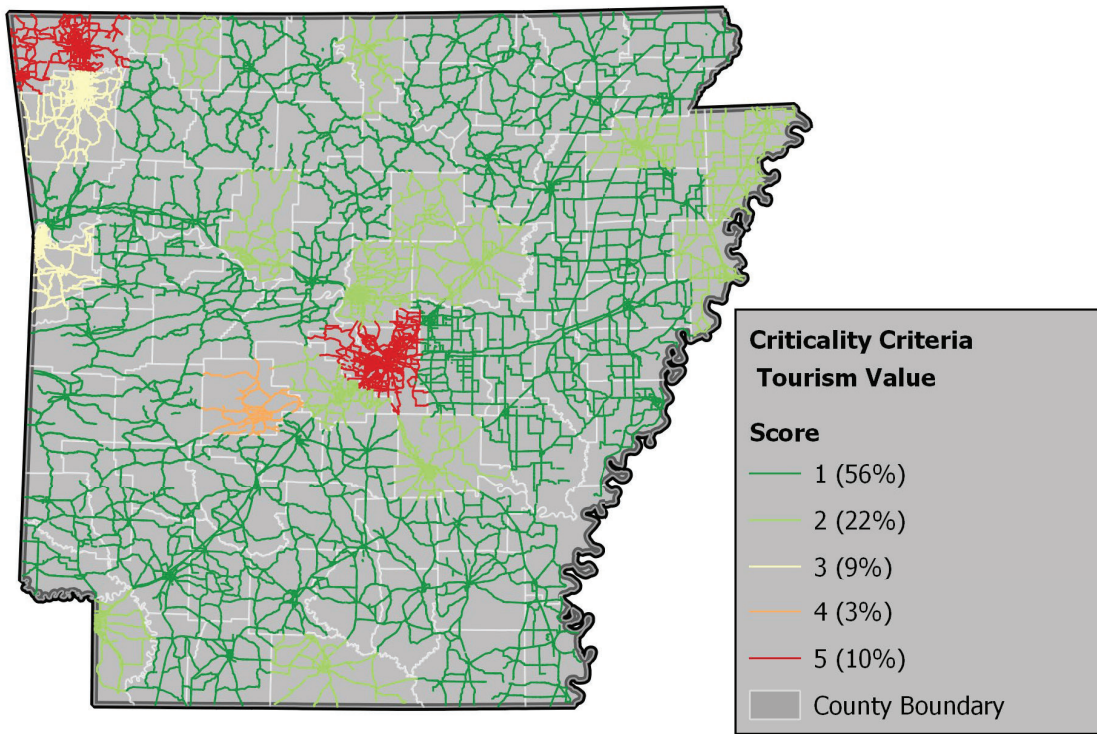 Criticality Criteria
Tourism Value
Score
1 (56%)
2 (22%)
3 (9%)
4 (3%)
5 (10%)
County Boundary